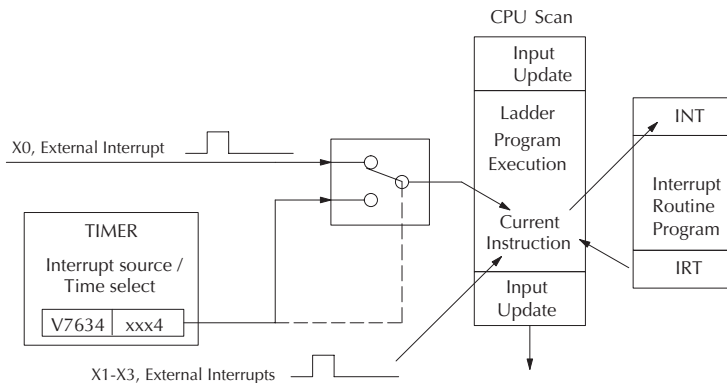 CPU Scan
Input
Update
Ladder
Program
Execution
Current
Instruction
Input
Update
INT
Interrupt
Routine
Program
IRT
X0, External Interrupt
TIMER
Interrupt source /
Time select
V7634 xxx4
X1-X3, External Interrupts